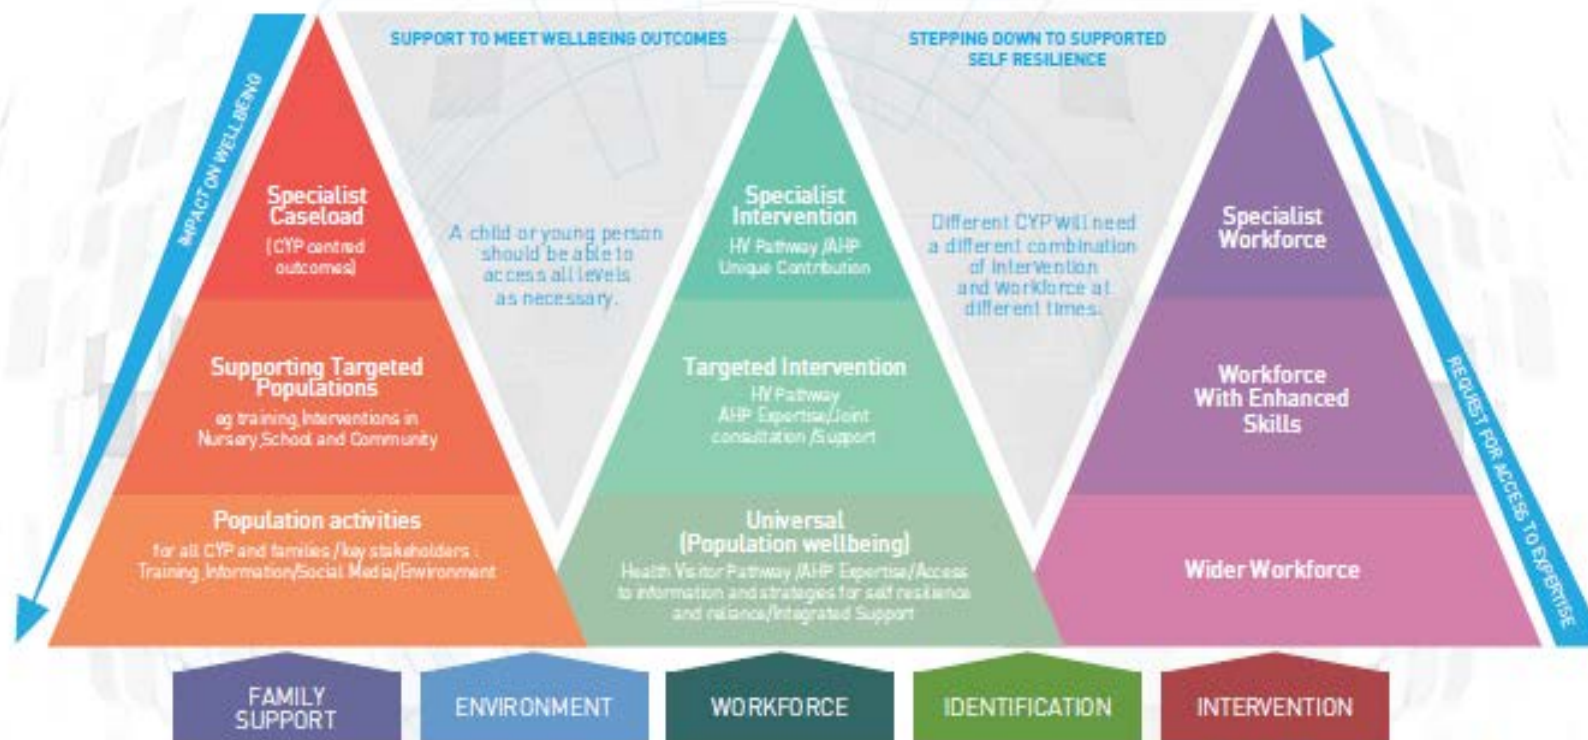 IMPACT ON WELLBEING
SUPPORT TO MEET WELLBEING OUTCOMES
STEPPING DOWN TO SUPPORTED
SELF RESILIENCE
REQUEST FOR ACCESS TO EXPERTISE
Specialist
Caseload
(CYP centred
outcomes)
Supporting Targeted
Populations
eg training,Interventions in
Nursery,School and Community
Population activities
for all CYP and families /key stakeholders :
Training,Information/Social Media/Environment
A child or young person
should be able to
access all levels
as necessary.
Specialist
Intervention
HV Pathway /AHP
Unique Contribution
Targeted Intervention
HV Pathway
AHP Expertise/Joint
consultation /Support
Universal
(Population wellbeing)
Health Visitor Pathway /AHP Expertise/Access
to information and strategies for self resilience
and reliance/Integrated Support
Different CYP will need
a different combination
of intervention
and workforce at
different times.
Specialist
Workforce
Workforce
With Enhanced
Skills
Wider Workforce
FAMILY
SUPPORT
ENVIRONMENT
WORKFORCE
IDENTIFICATION
INTERVENTION